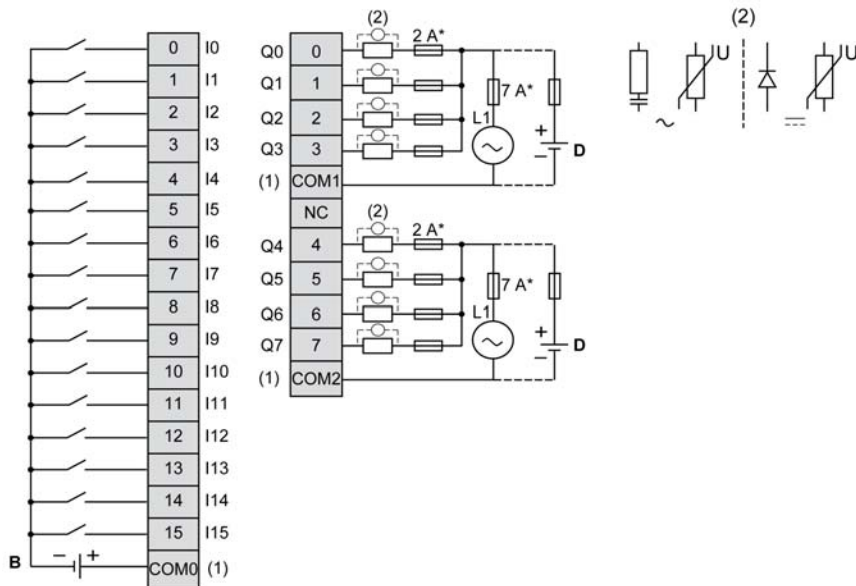 0 I0
1 I1
2 I2
3 I3
4 I4
5 I5
6 I6
7 I7
8 I8
9 I9
10 I10
11 I11
12 I12
13 I13
14 I14
15 I15
B − + COM0 (1)
(2)
Q0 0 2 A*
Q1 1
7 A*
Q2 2
L1
Q3 3
+
− D
(1) COM1
NC
(2)
Q4 4 2 A*
Q5 5
7 A*
Q6 6
L1
Q7 7
+
− D
(1) COM2
(2)
U U